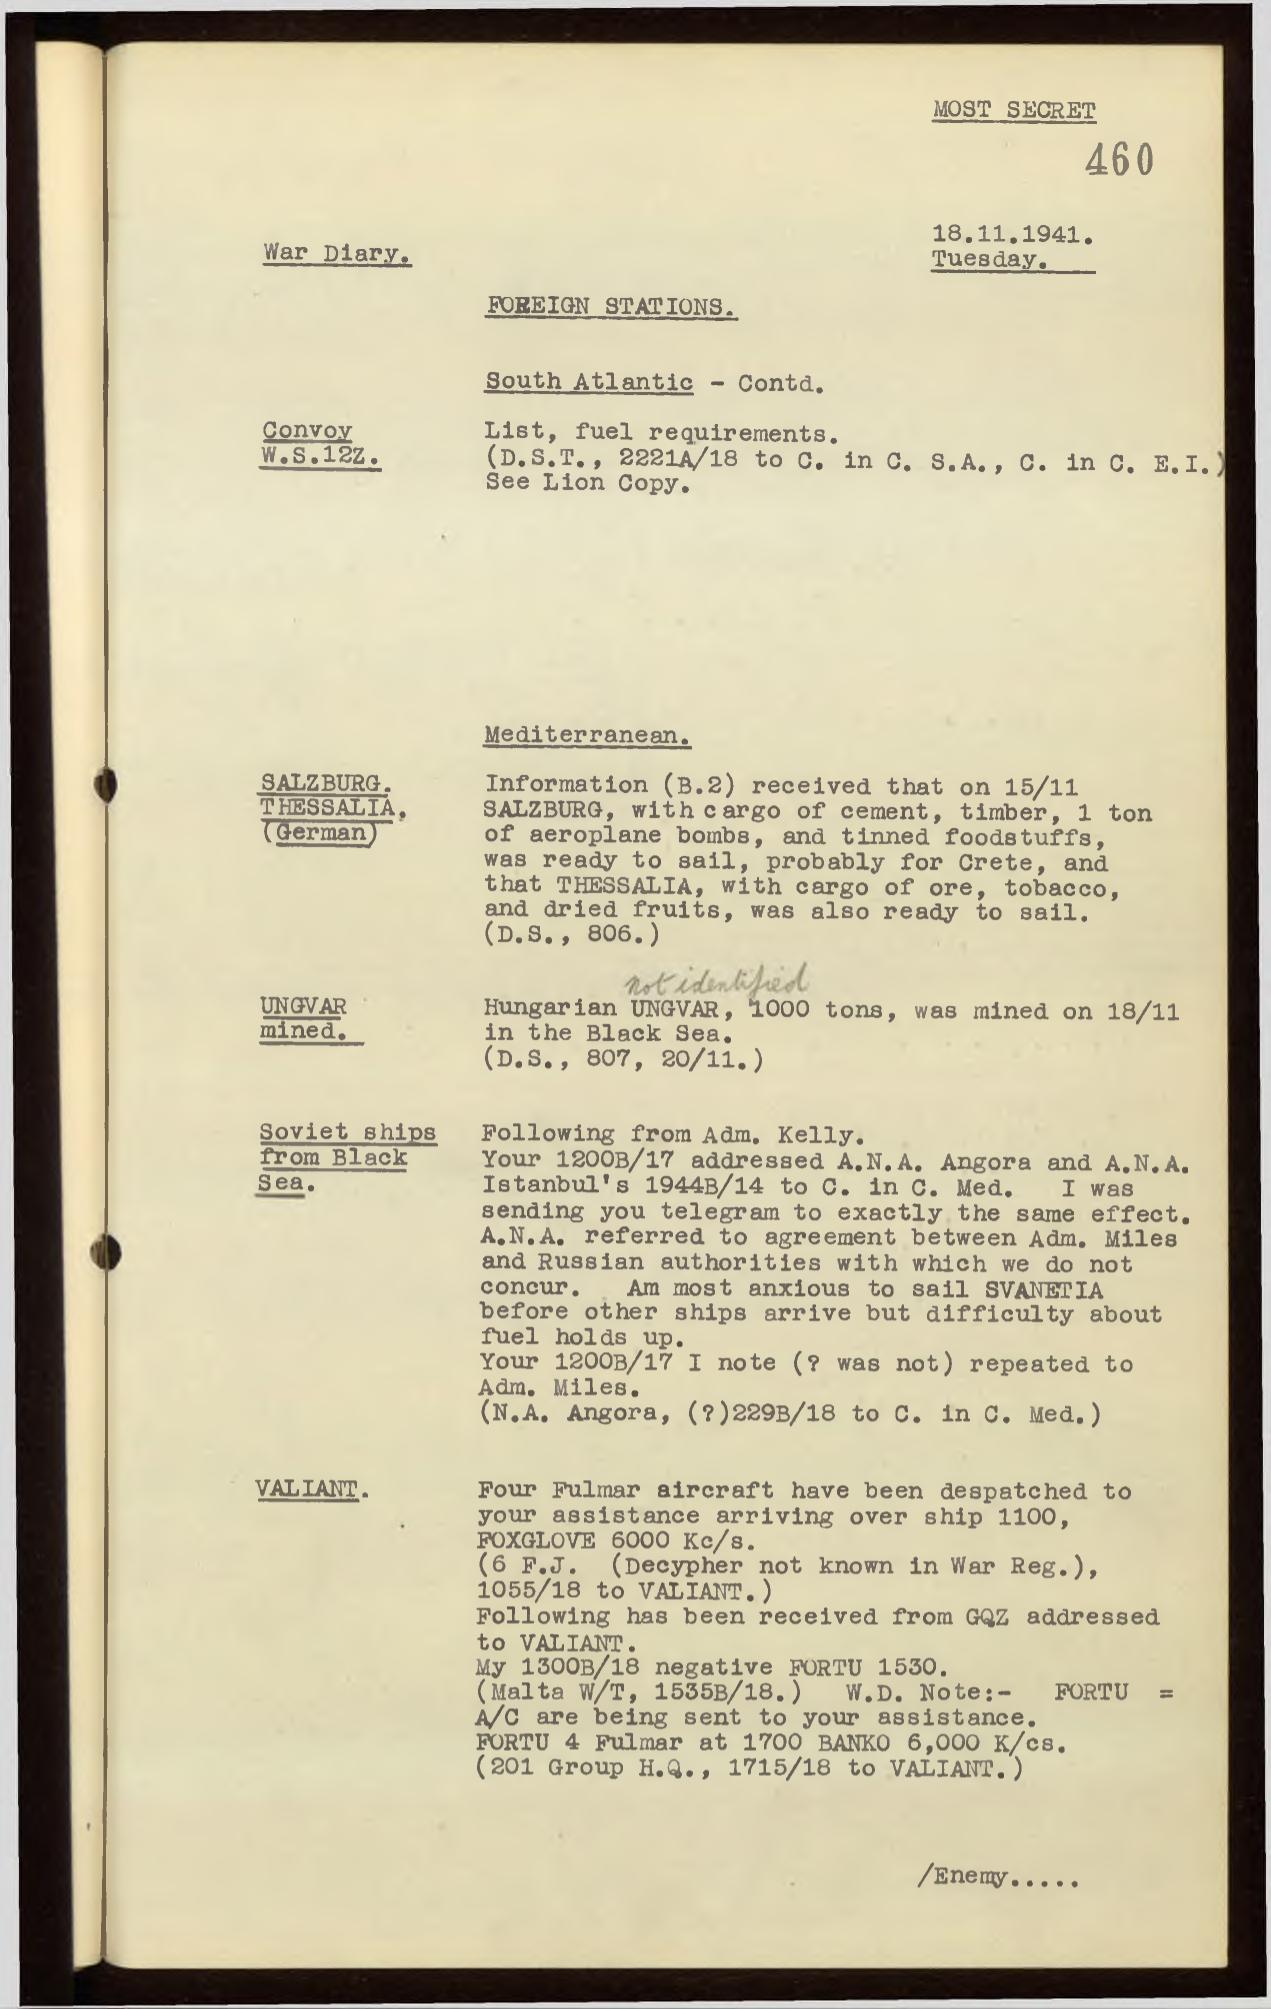 MOST SECRET
460
18.11.1941.
War Diary.
Tuesday.
FOREIGN STATIONS.
South Atlantic - Contd.
Convoy
W.S.12Z.
List, fuel requirements.
(D.S.T., 2221A/18 to C. in C. S.A., C. in C. E.I.)
See Lion Copy.
Mediterranean.
SALZBURG.
THESSALIA,
(German)
Information (B.2) received that on 15/11
SALZBURG, with cargo of cement, timber, 1 ton
of aeroplane bombs, and tinned foodstuffs,
was ready to sail, probably for Crete, and
that THESSALIA, with cargo of ore, tobacco,
and dried fruits, was also ready to sail.
(D.S., 806.)
not identified
UNGVAR
mined.
Hungarian UNGVAR, 1000 tons, was mined on 18/11
in the Black Sea.
(D.S., 807, 20/11.)
Soviet ships
from Black
Sea.
Following from Adm. Kelly.
Your 1200B/17 addressed A.N.A. Angora and A.N.A.
Istanbul's 1944B/14 to C. in C. Med. I was
sending you telegram to exactly the same effect.
A.N.A. referred to agreement between Adm. Miles
and Russian authorities with which we do not
concur. Am most anxious to sail SVANETIA
before other ships arrive but difficulty about
fuel holds up.
Your 1200B/17 I note (? was not) repeated to
Adm. Miles.
(N.A. Angora, (?)229B/18 to C. in C. Med.)
VALIANT.
Four Fulmar aircraft have been despatched to
your assistance arriving over ship 1100,
FOXGLOVE 6000 Kc/s.
(6 F.J. (Decypher not known in War Reg.),
1055/18 to VALIANT.)
Following has been received from GQZ addressed
to VALIANT.
My 1300B/18 negative FORTU 1530.
(Malta W/T, 1535B/18.) W.D. Note:- FORTU =
A/C are being sent to your assistance.
FORTU 4 Fulmar at 1700 BANKO 6,000 K/cs.
(201 Group H.Q., 1715/18 to VALIANT.)
/Enemy.....